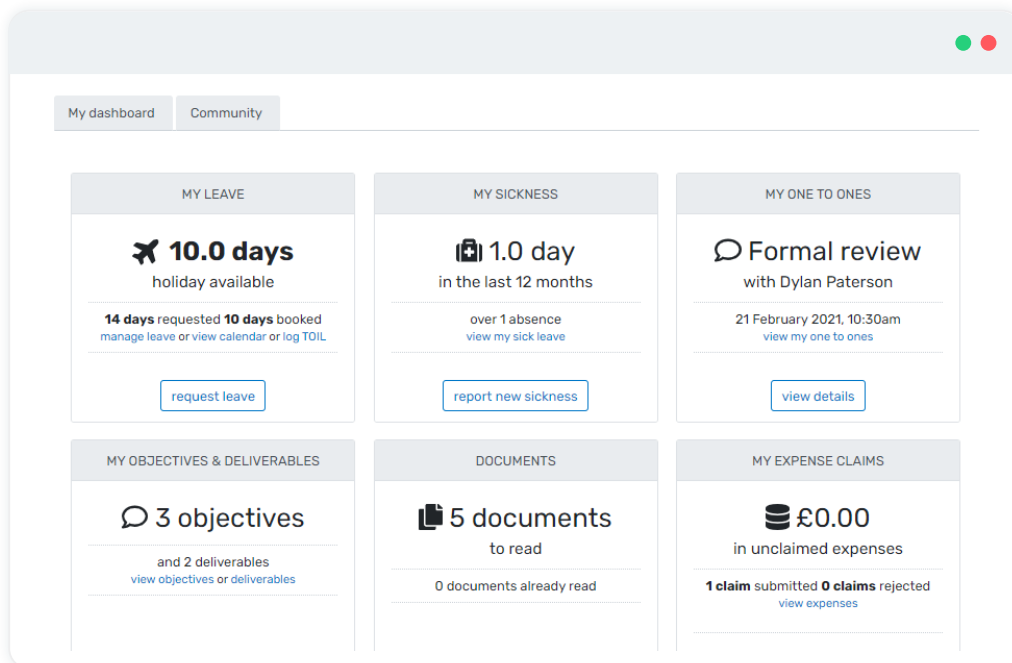 My dashboard
Community
MY LEAVE
10.0 days
holiday available
14 days requested 10 days booked
manage leave or view calendar or log TOIL
request leave
MY SICKNESS
1.0 day
in the last 12 months
over 1 absence
view my sick leave
report new sickness
MY ONE TO ONES
Formal review
with Dylan Paterson
21 February 2021, 10:30am
view my one to ones
view details
MY OBJECTIVES & DELIVERABLES
3 objectives
and 2 deliverables
view objectives or deliverables
DOCUMENTS
5 documents
to read
0 documents already read
MY EXPENSE CLAIMS
£0.00
in unclaimed expenses
1 claim submitted 0 claims rejected
view expenses